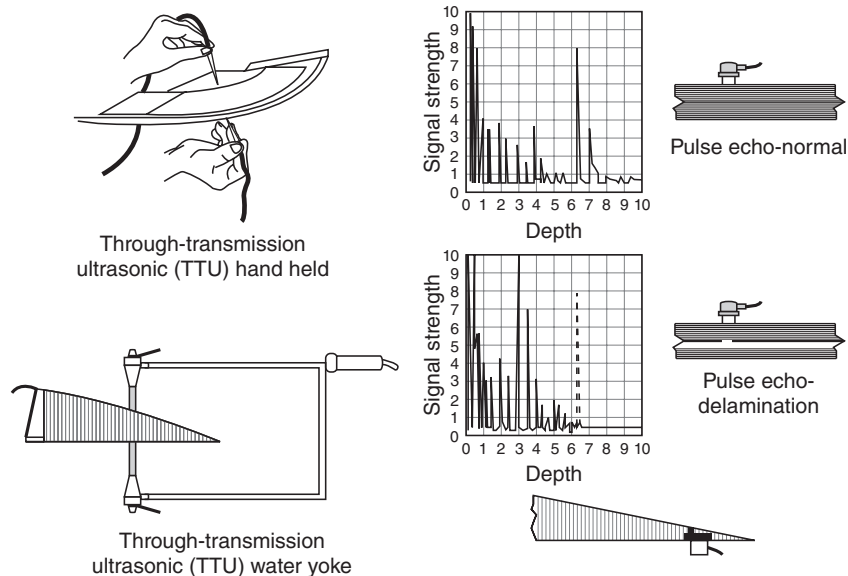 Through-transmission
ultrasonic (TTU) hand held
Signal strength
10
9
8
7
6
5
4
3
2
1
0
0 1 2 3 4 5 6 7 8 9 10
Depth
Pulse echo-normal
Through-transmission
ultrasonic (TTU) water yoke
Signal strength
10
9
8
7
6
5
4
3
2
1
0
0 1 2 3 4 5 6 7 8 9 10
Depth
Pulse echo-
delamination